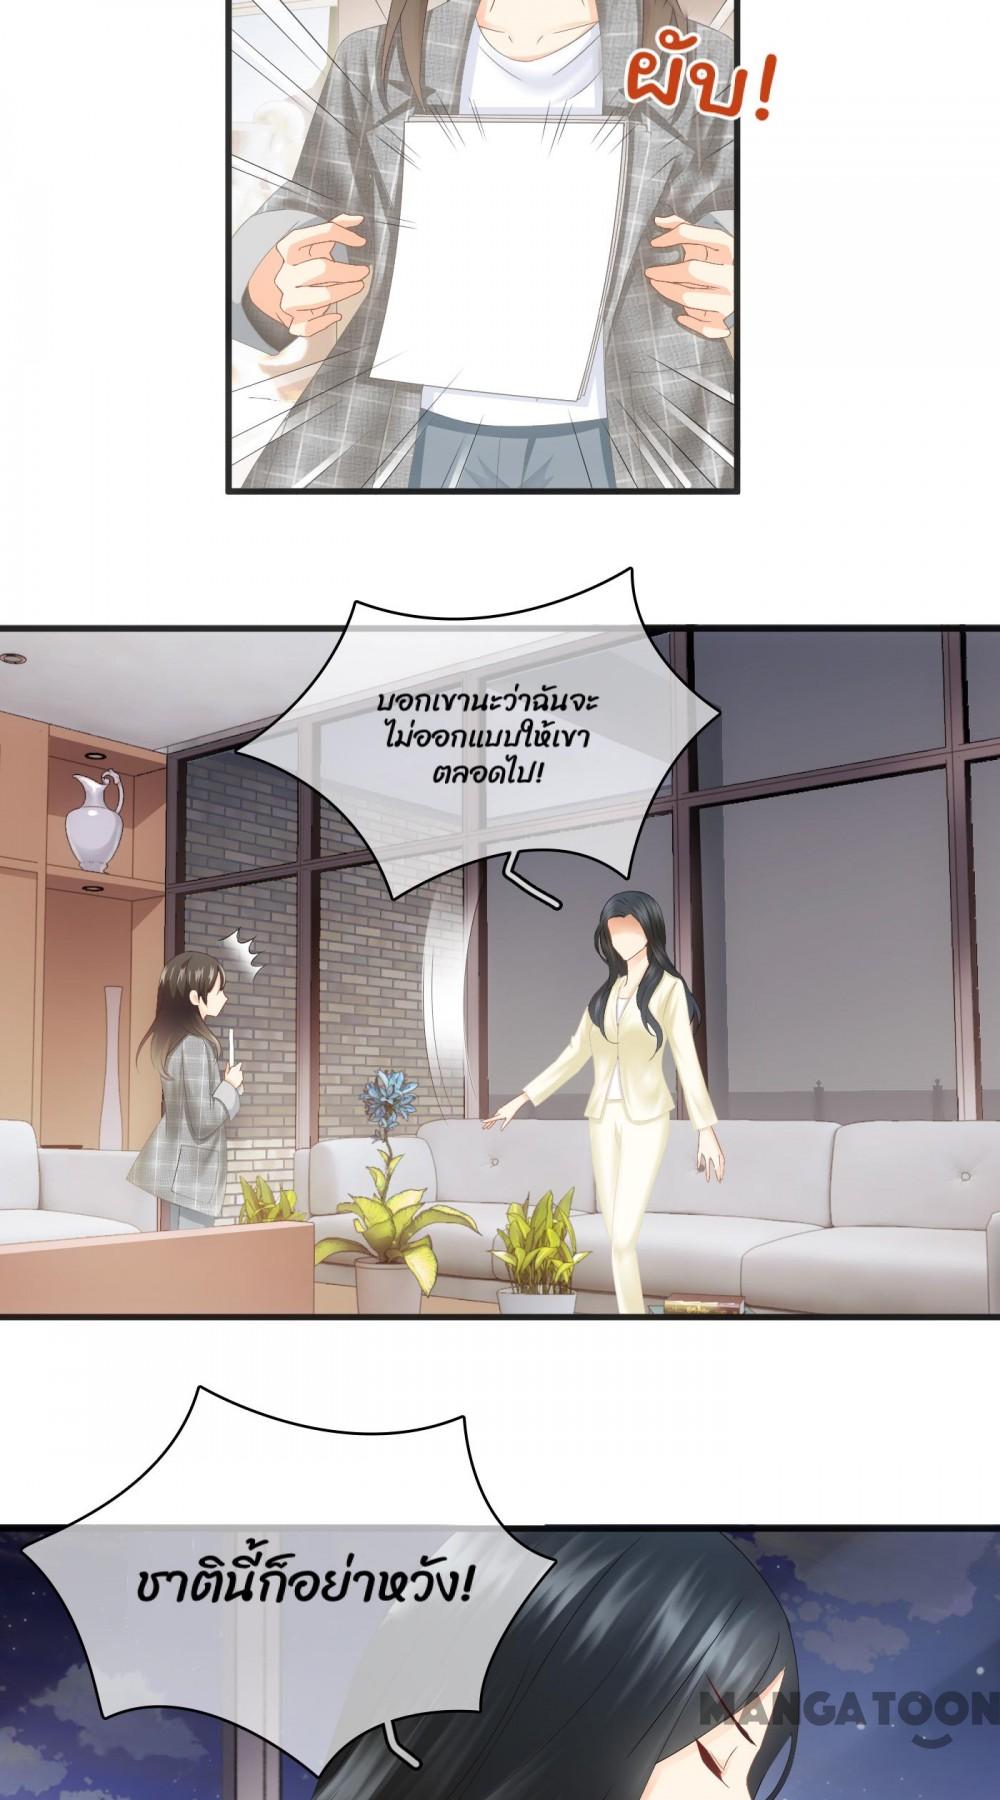 ผับ!
บอกเขานะว่าฉันจะ
ไม่ออกแบบให้เขา
ตลอดไป!
ชาตินี้ก็อย่าหวัง!
MANGATOON